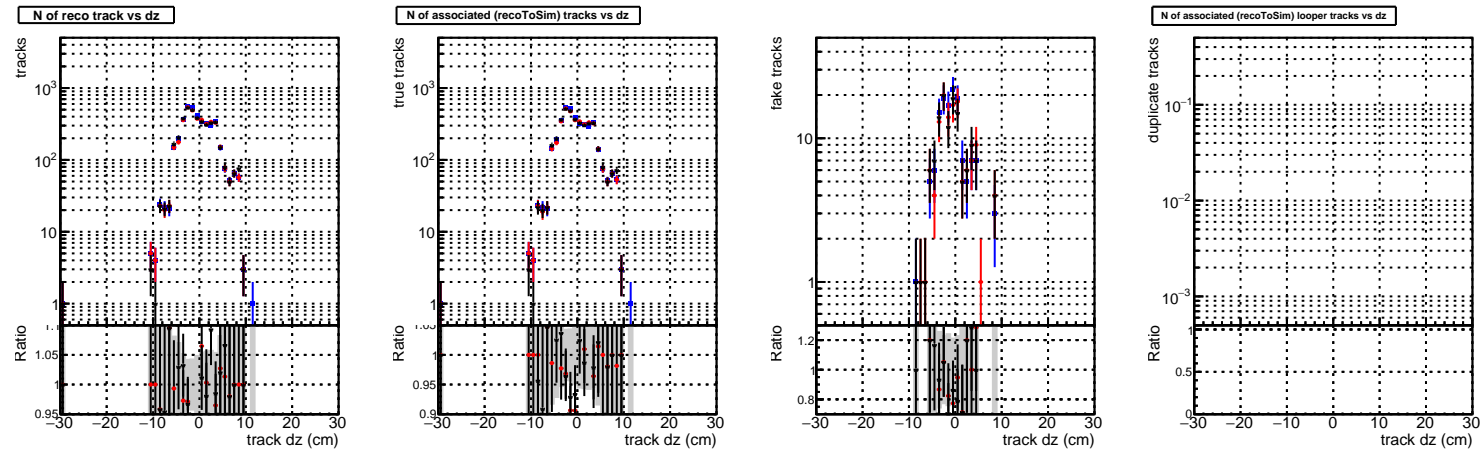 N of reco track vs dz
tracks
10³
10²
10
1
Ratio
1.1
1.05
1
0.95
−30 −20 −10 0 10 20 30
track dz (cm)
N of associated (recoToSim) tracks vs dz
true tracks
10³
10²
10
1
Ratio
1.05
1
0.95
0.9
−30 −20 −10 0 10 20 30
track dz (cm)
fake tracks
10
1
Ratio
1.2
1
0.8
−30 −20 −10 0 10 20 30
track dz (cm)
N of associated (recoToSim) looper tracks vs dz
duplicate tracks
10⁻¹
10⁻²
10⁻³
Ratio
1
0.5
0
−30 −20 −10 0 10 20 30
track dz (cm)